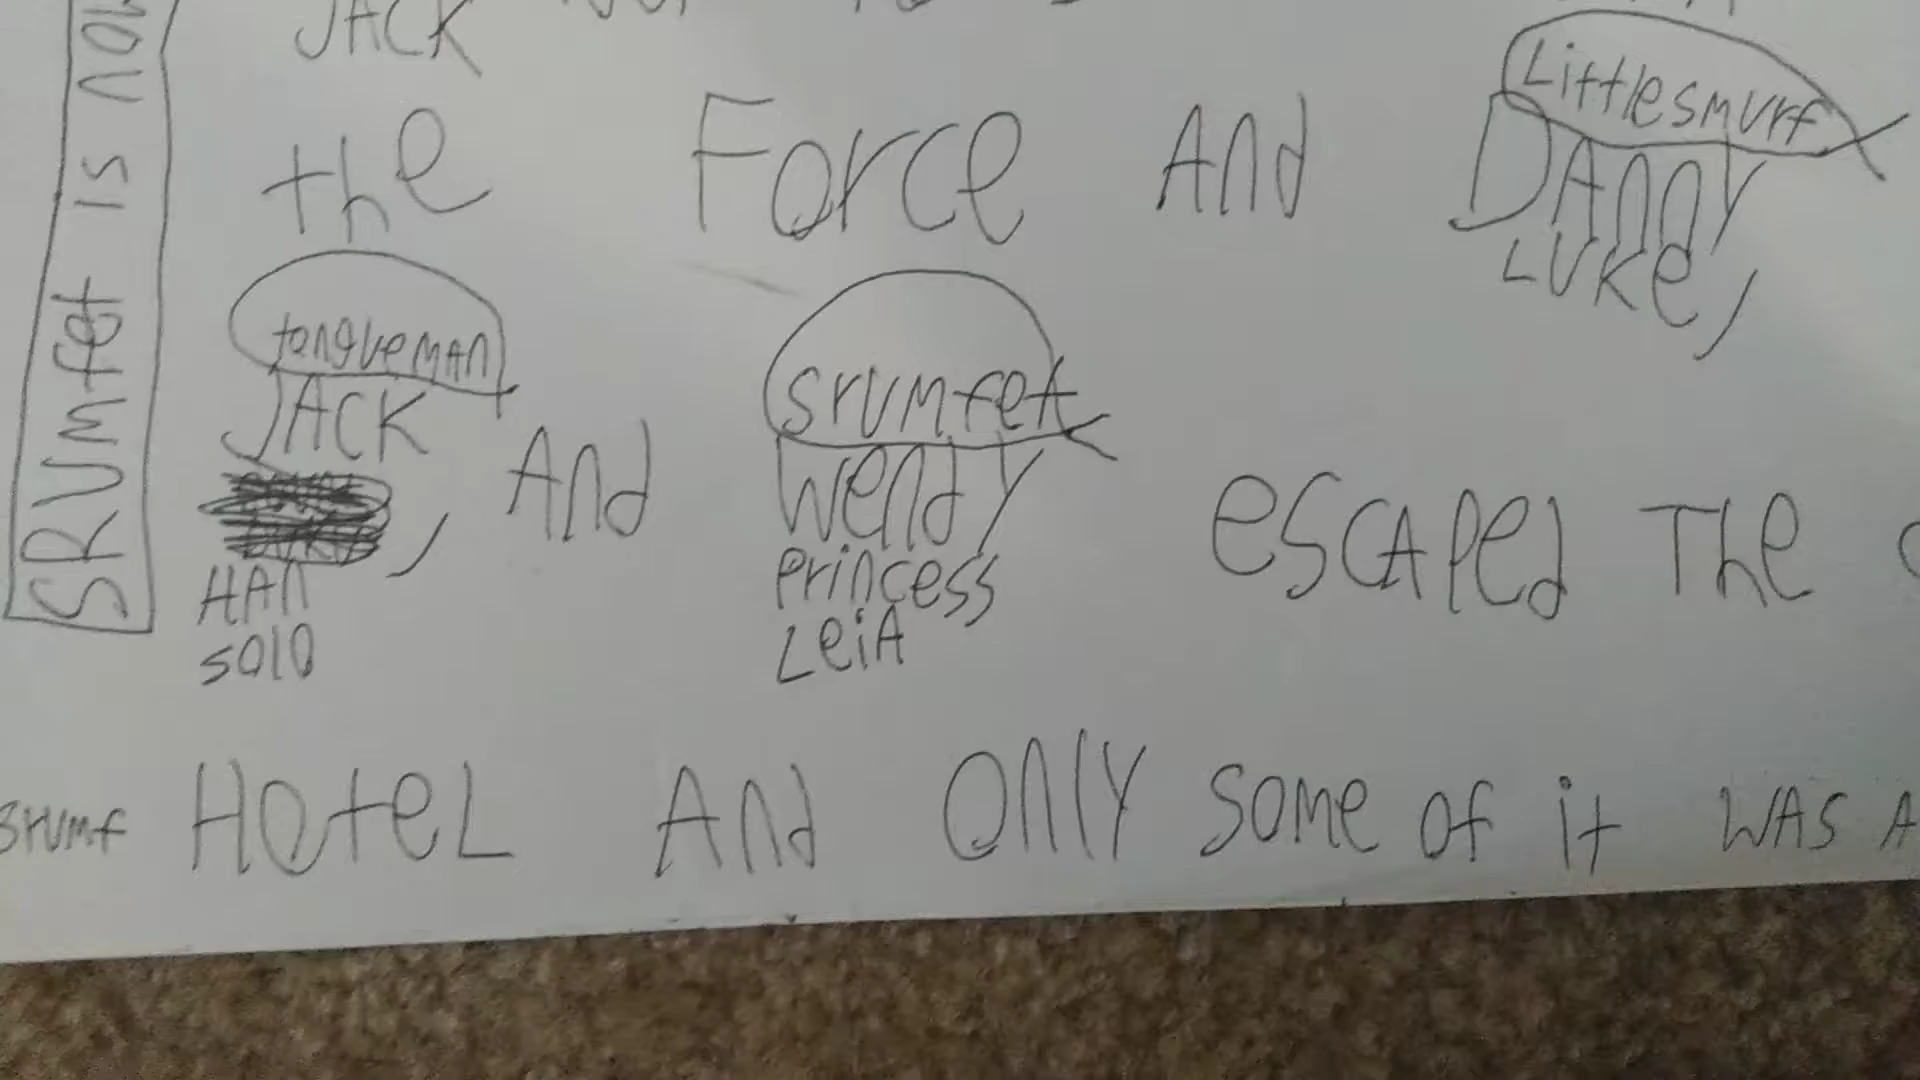 SRUmfet is now
JACK
Littlesmurf
the Force And DAnny
LUKe,
tongueMAn
JACK
srumfet
And wendy escaped The
HAn
solo
,
princess
LeiA
srumf HoteL And only some of it was A